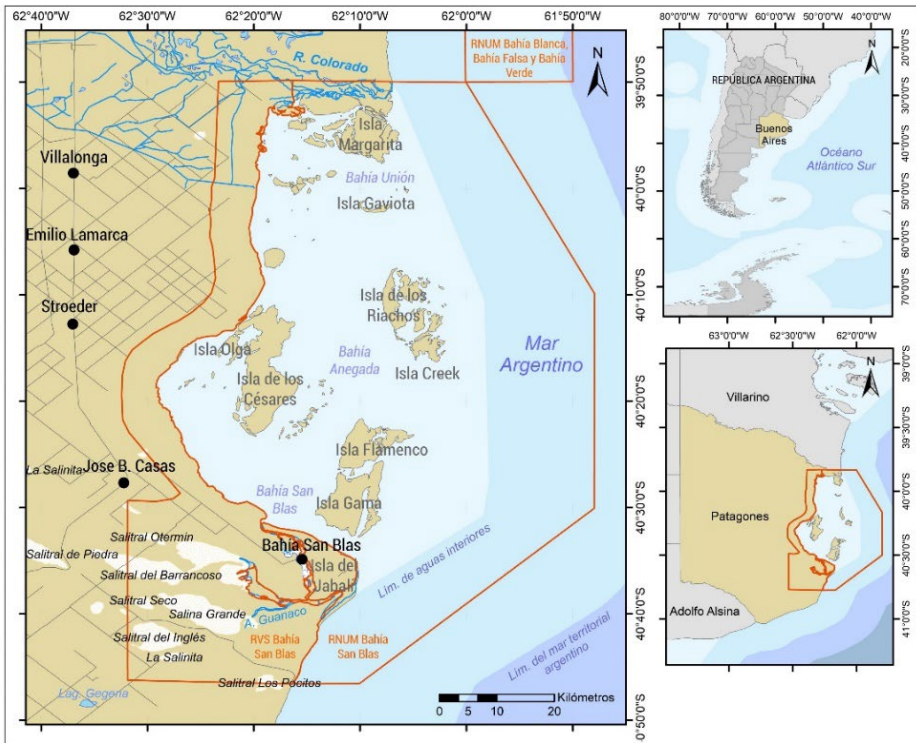 62°40'0"W
62°30'0"W
62°20'0"W
62°10'0"W
61°50'0"W
39°50'0"S
40°0'0"S
40°10'0"S
40°20'0"S
40°30'0"S
40°40'0"S
0°50'0"S
RNUM Bahía Blanca,
Bahía Falsa y Bahía
Verde
N
R. Colorado
Isla
Margarita
Villalonga
Bahía Unión
Isla Gaviota
Emilio Lamarca
Isla de los
Riachos
Stroeder
Mar
Argentino
Isla Olga
Bahía
Anegada
Isla Creek
Isla de los
Césares
Isla Flamenco
La Salinita
Jose B. Casas
Bahía San
Blas
Isla Gama
Salitral Otermin
Bahía San Blas
Isla del
Jabalí
Salitral de Piedra
Salitral del Barrancoso
Lím. de aguas interiores
Salitral Seco
Salina Grande
A. Guanaco
Salitral del Inglés
RVS Bahía
San Blas
RNUM Bahía
San Blas
La Salinita
Lím. del mar territorial
argentino
Salitral Los Pocitos
Lag. Gegena
Kilómetros
0 5 10 20
80°0'0"W
70°0'0"W
60°0'0"W
50°0'0"W
40°0'0"W
20°0'0"S
30°0'0"S
40°0'0"S
50°0'0"S
60°0'0"S
70°0'0"S
REPÚBLICA ARGENTINA
Buenos
Aires
Océano
Atlántico Sur
63°0'0"W
62°30'0"W
62°0'0"W
39°0'0"S
39°30'0"S
40°0'0"S
40°30'0"S
41°0'0"S
N
Villarino
Patagones
Adolfo Alsina